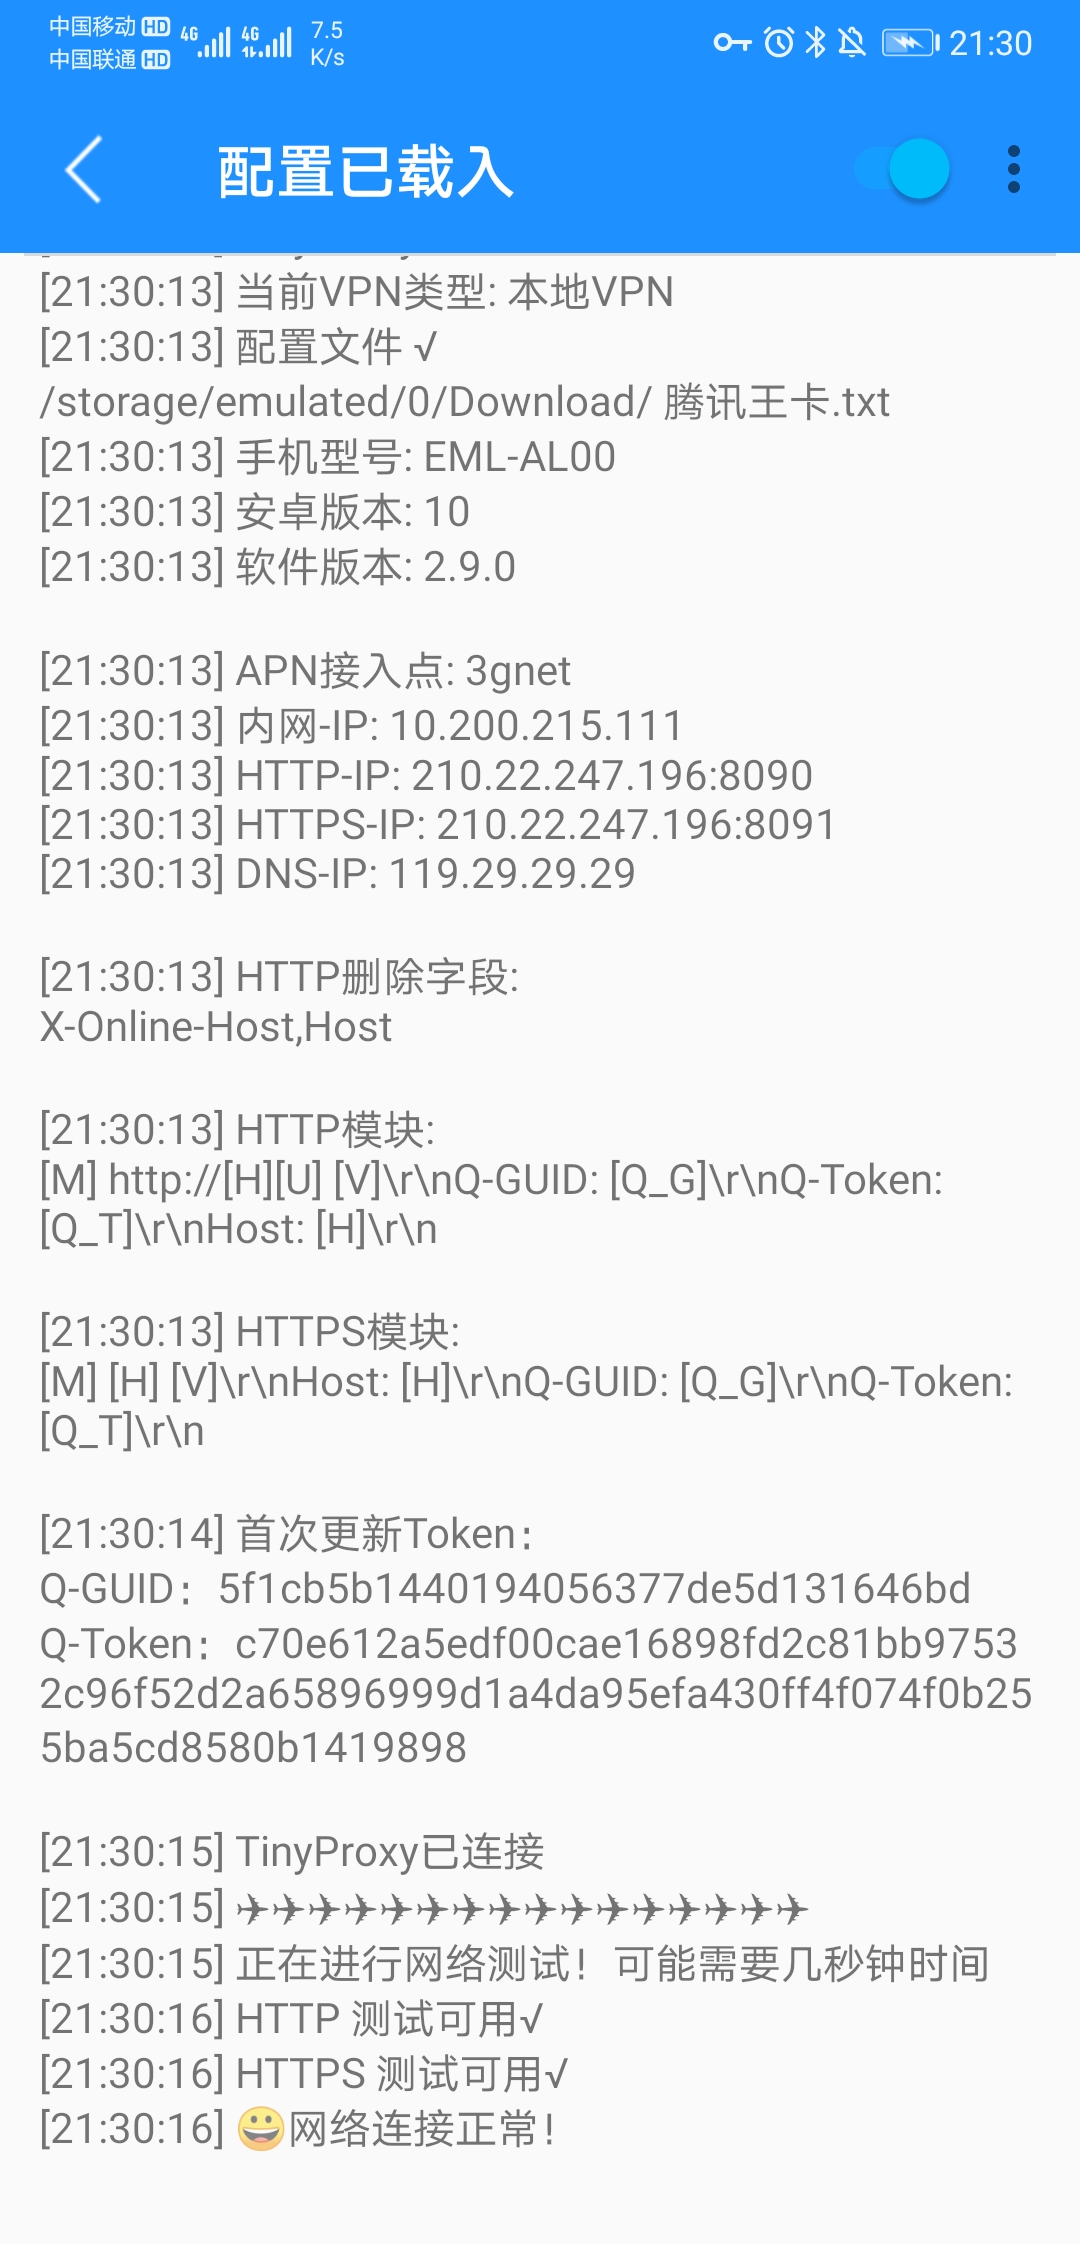 中国移动 HD 4G 4G 7.5 21:30
中国联通 HD K/s
配置已载入
[21:30:13] 当前VPN类型: 本地VPN
[21:30:13] 配置文件 √
/storage/emulated/0/Download/ 腾讯王卡.txt
[21:30:13] 手机型号: EML-AL00
[21:30:13] 安卓版本: 10
[21:30:13] 软件版本: 2.9.0
[21:30:13] APN接入点: 3gnet
[21:30:13] 内网-IP: 10.200.215.111
[21:30:13] HTTP-IP: 210.22.247.196:8090
[21:30:13] HTTPS-IP: 210.22.247.196:8091
[21:30:13] DNS-IP: 119.29.29.29
[21:30:13] HTTP删除字段:
X-Online-Host,Host
[21:30:13] HTTP模块:
[M] http://[H][U] [V]\r\nQ-GUID: [Q_G]\r\nQ-Token:
[Q_T]\r\nHost: [H]\r\n
[21:30:13] HTTPS模块:
[M] [H] [V]\r\nHost: [H]\r\nQ-GUID: [Q_G]\r\nQ-Token:
[Q_T]\r\n
[21:30:14] 首次更新Token：
Q-GUID：5f1cb5b1440194056377de5d131646bd
Q-Token：c70e612a5edf00cae16898fd2c81bb9753
2c96f52d2a65896999d1a4da95efa430ff4f074f0b25
5ba5cd8580b1419898
[21:30:15] TinyProxy已连接
[21:30:15] ✈✈✈✈✈✈✈✈✈✈✈✈✈✈✈✈
[21:30:15] 正在进行网络测试！可能需要几秒钟时间
[21:30:16] HTTP 测试可用√
[21:30:16] HTTPS 测试可用√
[21:30:16] 😀网络连接正常！